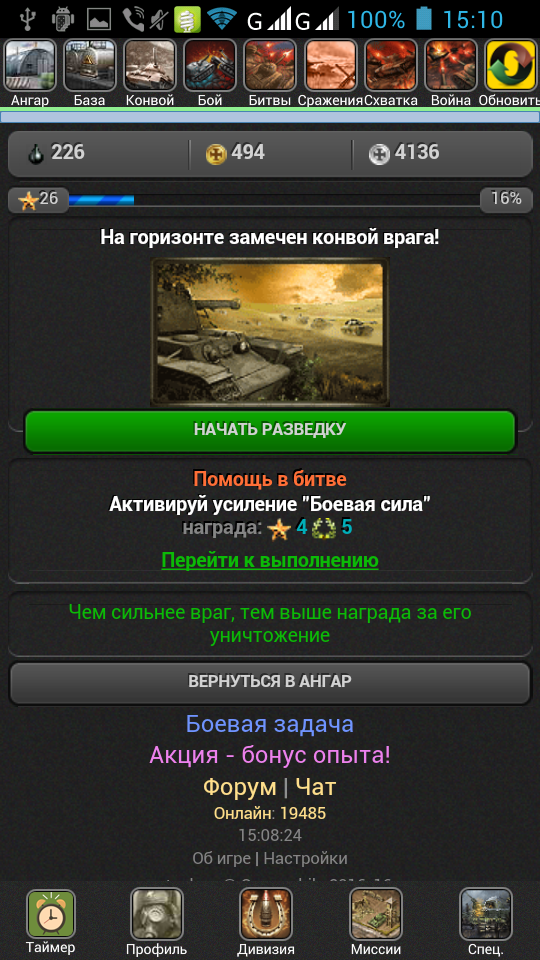 G G 100% 15:10
Ангар База Конвой Бой Битвы Сражения Схватка Война Обновить
226 494 4136
26 16%
На горизонте замечен конвой врага!
НАЧАТЬ РАЗВЕДКУ
Помощь в битве
Активируй усиление "Боевая сила"
награда: 4 5
Перейти к выполнению
Чем сильнее враг, тем выше награда за его
уничтожение
ВЕРНУТЬСЯ В АНГАР
Боевая задача
Акция - бонус опыта!
Форум | Чат
Онлайн: 19485
15:08:24
Об игре | Настройки
Таймер Профиль Дивизия Миссии Спец.